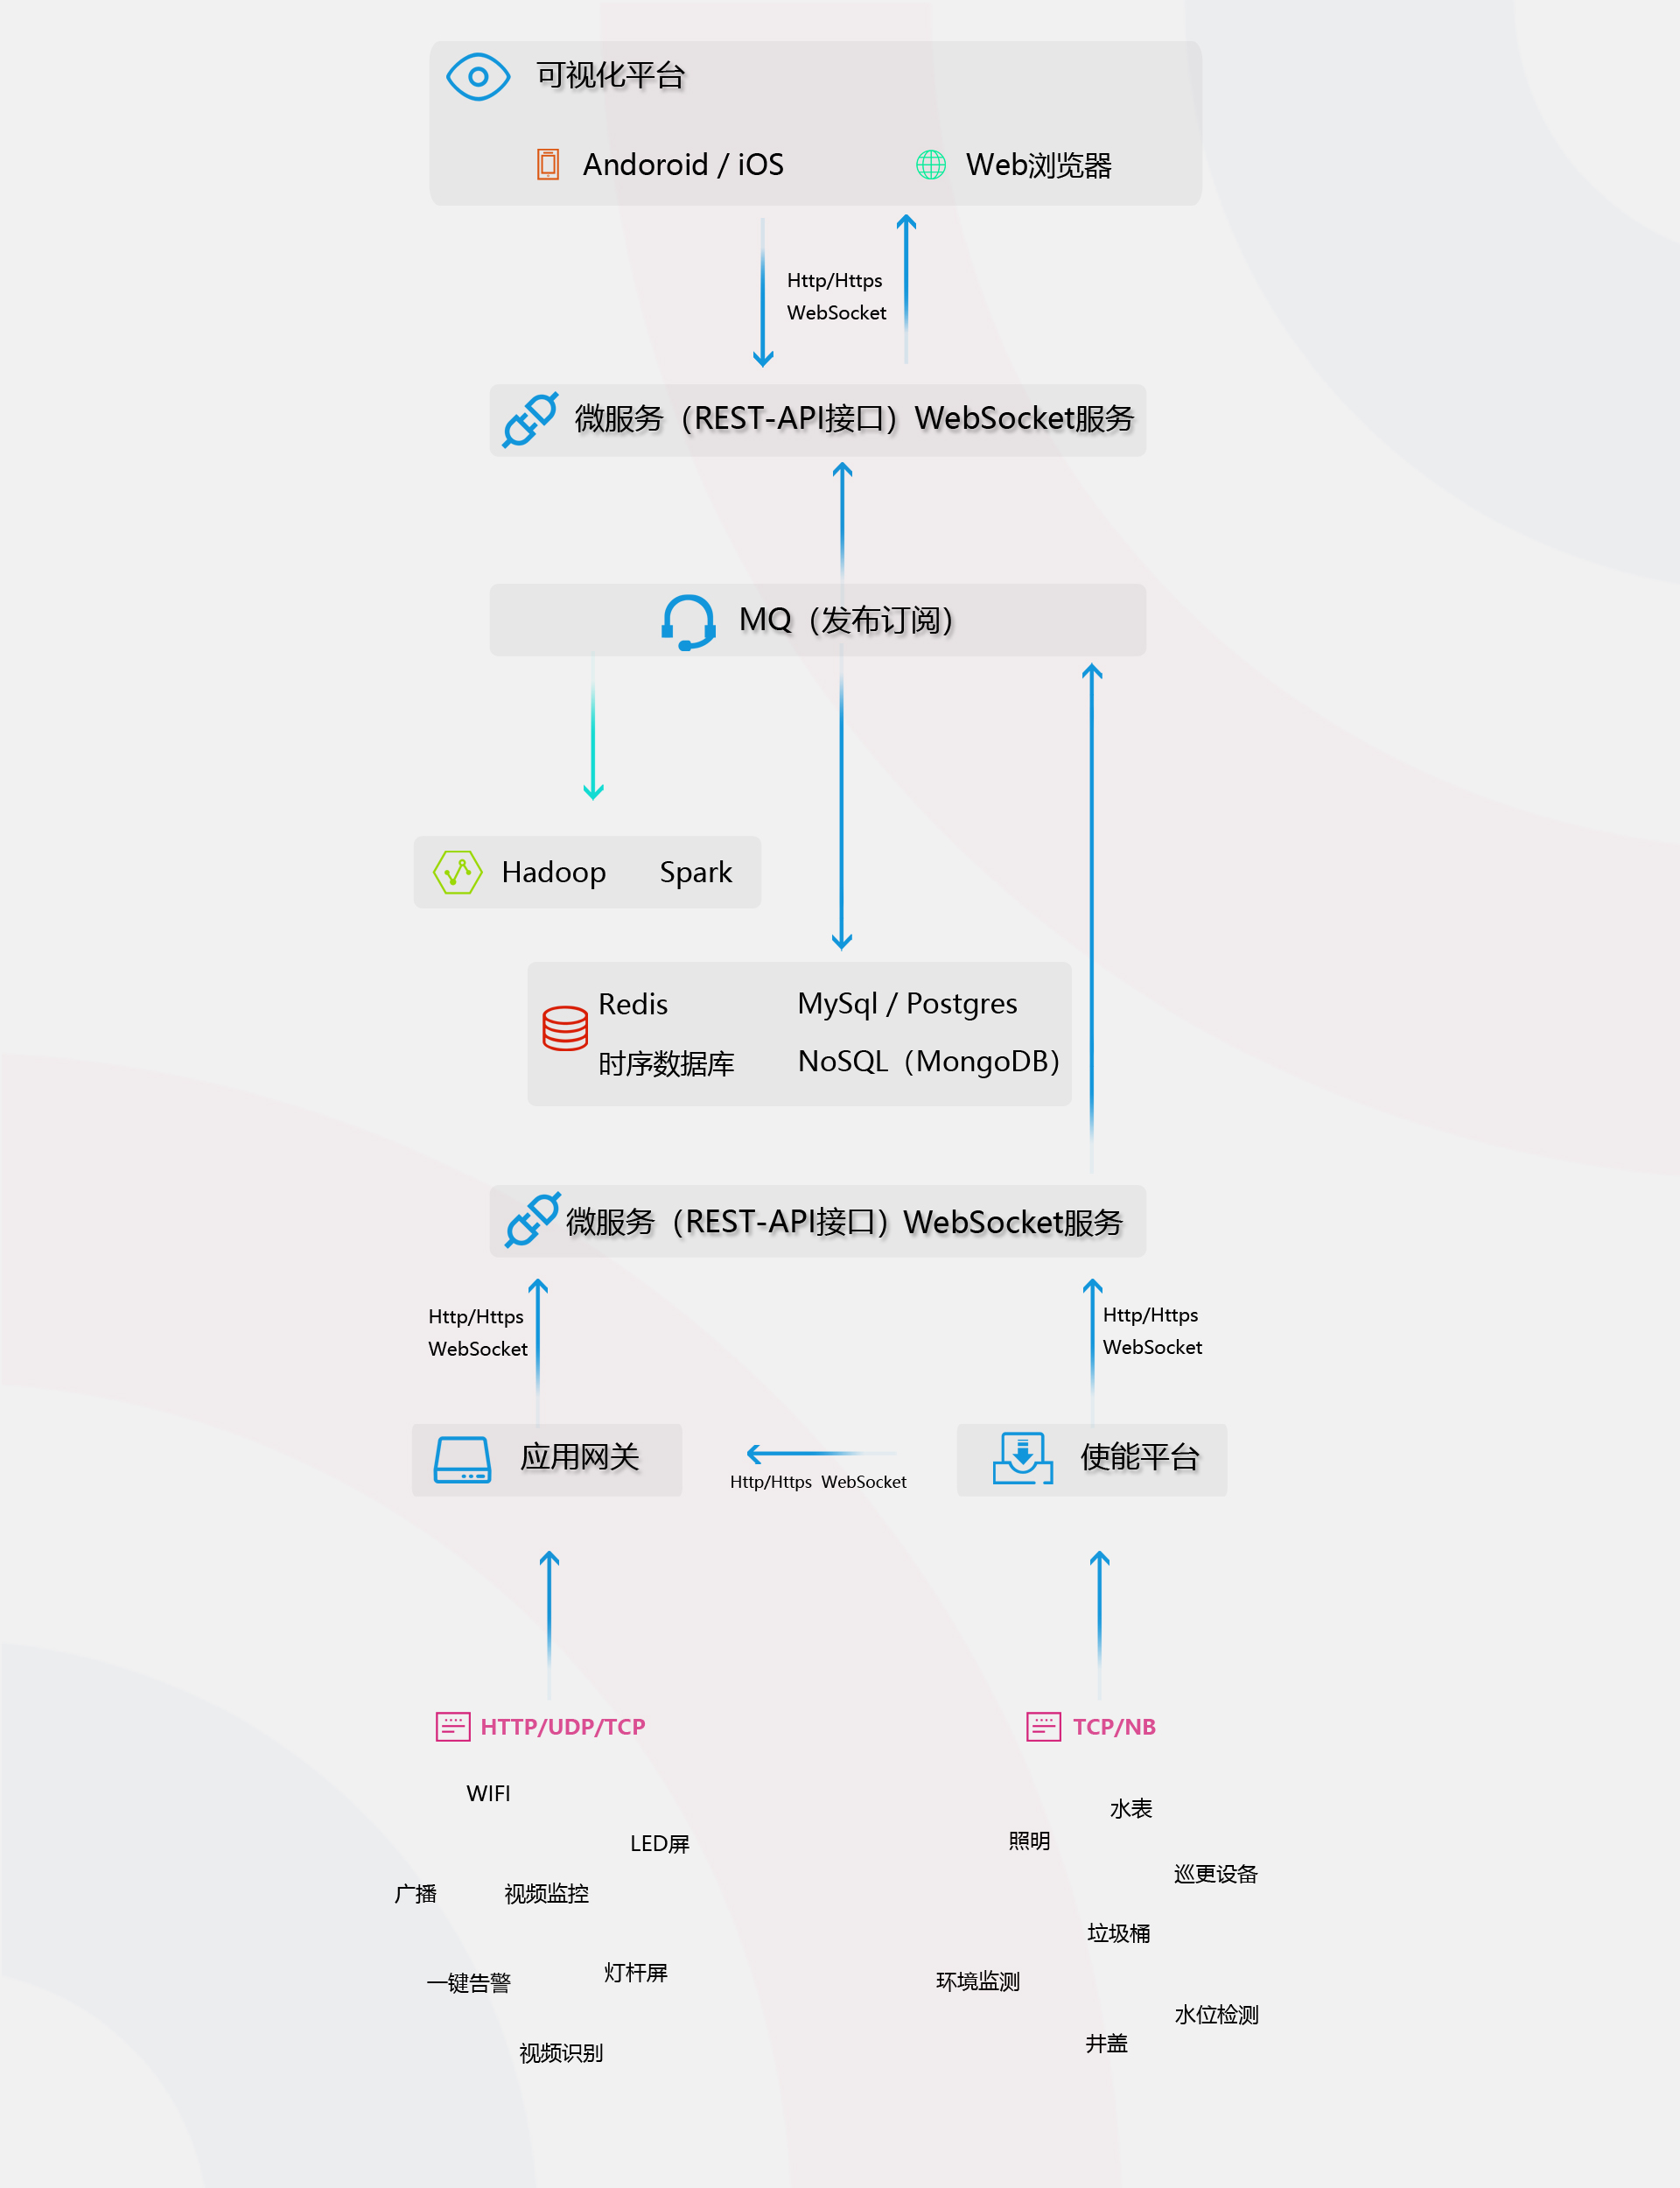 可视化平台
Andoroid / iOS
Web浏览器
Http/Https
WebSocket
微服务（REST-API接口）WebSocket服务
MQ（发布订阅）
Hadoop
Spark
Redis
MySql / Postgres
时序数据库
NoSQL（MongoDB）
微服务（REST-API接口）WebSocket服务
Http/Https
WebSocket
Http/Https
WebSocket
应用网关
Http/Https WebSocket
使能平台
HTTP/UDP/TCP
WIFI
LED屏
广播
视频监控
灯杆屏
一键告警
视频识别
TCP/NB
水表
照明
巡更设备
垃圾桶
环境监测
水位检测
井盖